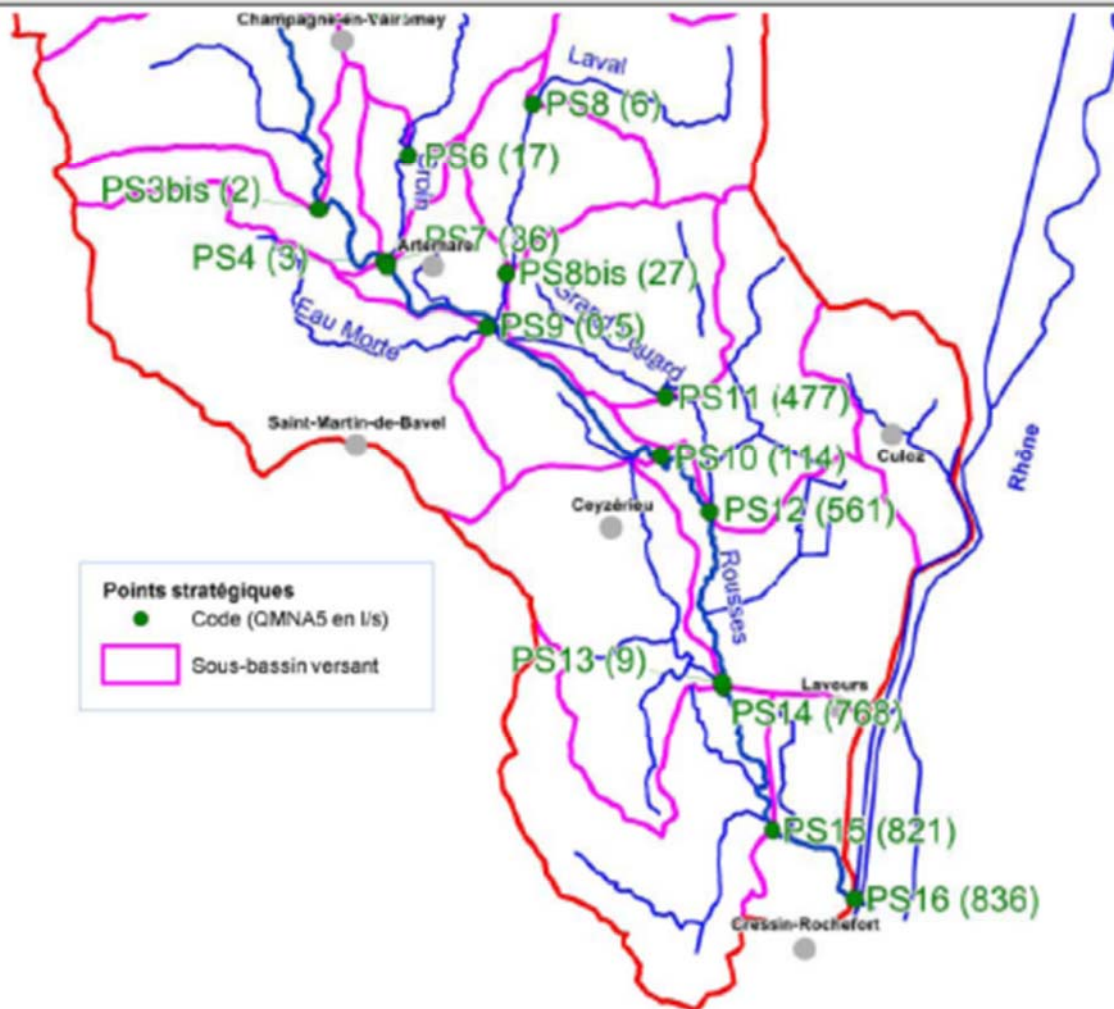 Champagne-en-Valromey
Laval
PS8 (6)
PS6 (17)
PS3bis (2)
PS7 (36)
Artemare
PS4 (3)
PS8bis (27)
Eau Morte
PS9 (0.5)
PS11 (477)
Saint-Martin-de-Bavel
Culoz
Rhône
PS10 (114)
Ceyzérieu
PS12 (561)
Rousses
Points stratégiques
Code (QMNA5 en l/s)
Sous-bassin versant
PS13 (9)
Lavours
PS14 (768)
PS15 (821)
PS16 (836)
Cressin-Rochefort